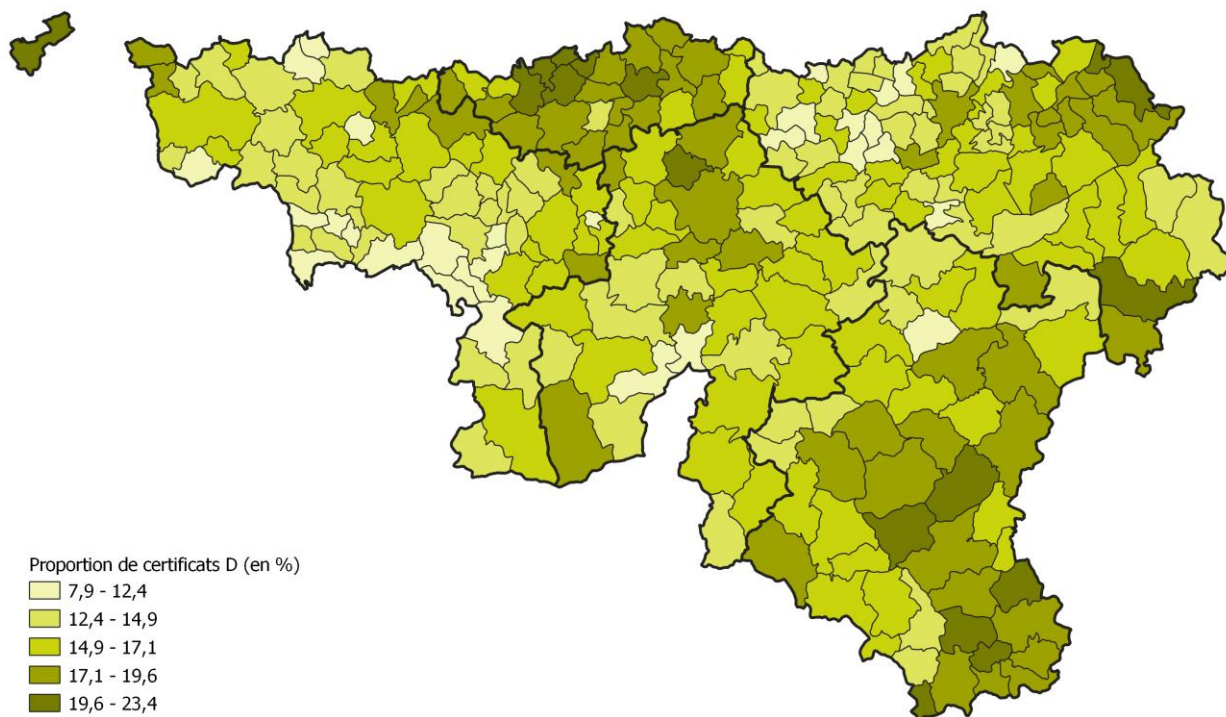 Proportion de certificats D (en %)
7,9 - 12,4
12,4 - 14,9
14,9 - 17,1
17,1 - 19,6
19,6 - 23,4